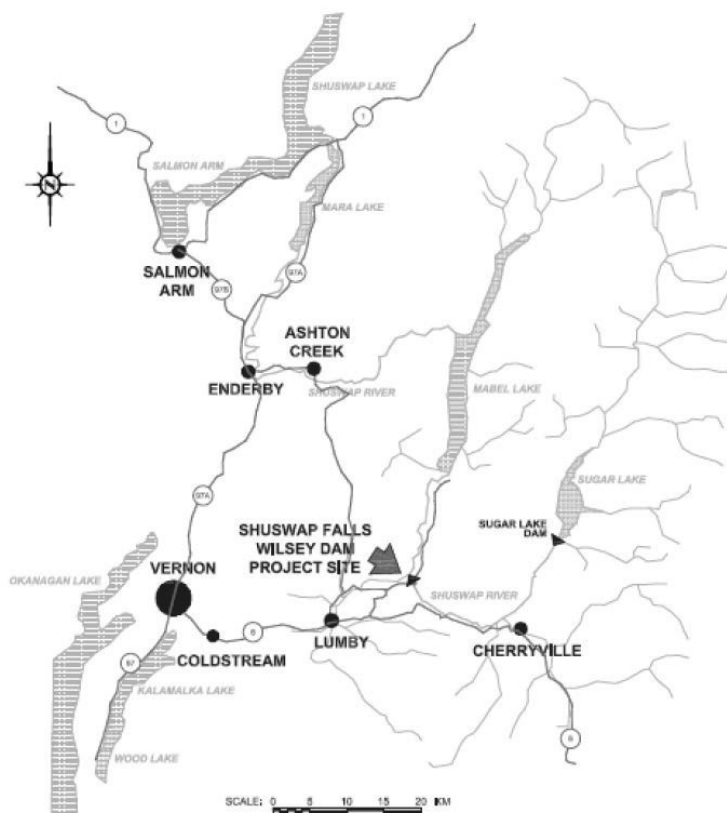 SHUSWAP LAKE
1
1
SALMON ARM
N
MARA LAKE
SALMON
ARM
97A
97B
ASHTON
CREEK
ENDERBY
SHUSWAP RIVER
MABEL LAKE
SUGAR LAKE
97A
SUGAR LAKE
DAM
SHUSWAP FALLS
WILSEY DAM
PROJECT SITE
OKANAGAN LAKE
VERNON
SHUSWAP RIVER
6
LUMBY
CHERRYVILLE
COLDSTREAM
97
KALAMALKA LAKE
6
WOOD LAKE
SCALE: 0 5 10 15 20 KM